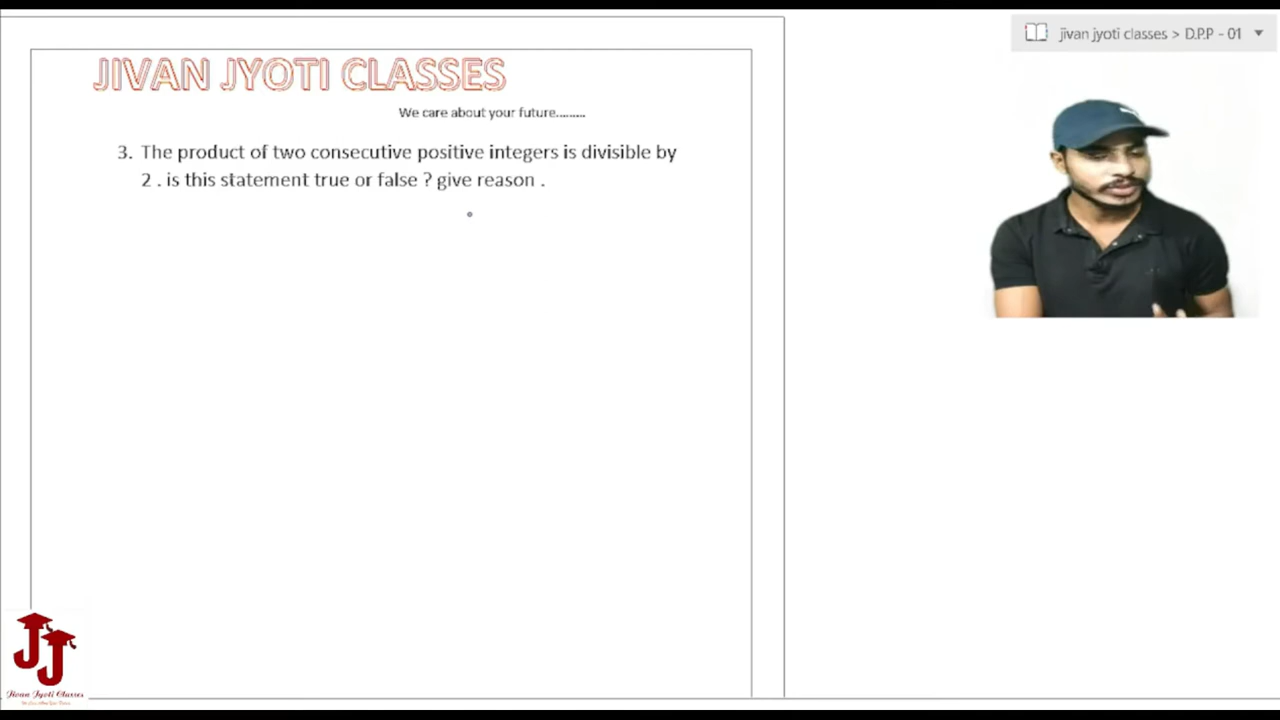 jivan jyoti classes > D.P.P - 01
JIVAN JYOTI CLASSES
We care about your future.........
3. The product of two consecutive positive integers is divisible by
2 . is this statement true or false ? give reason .
JJ
Jivan Jyoti Classes